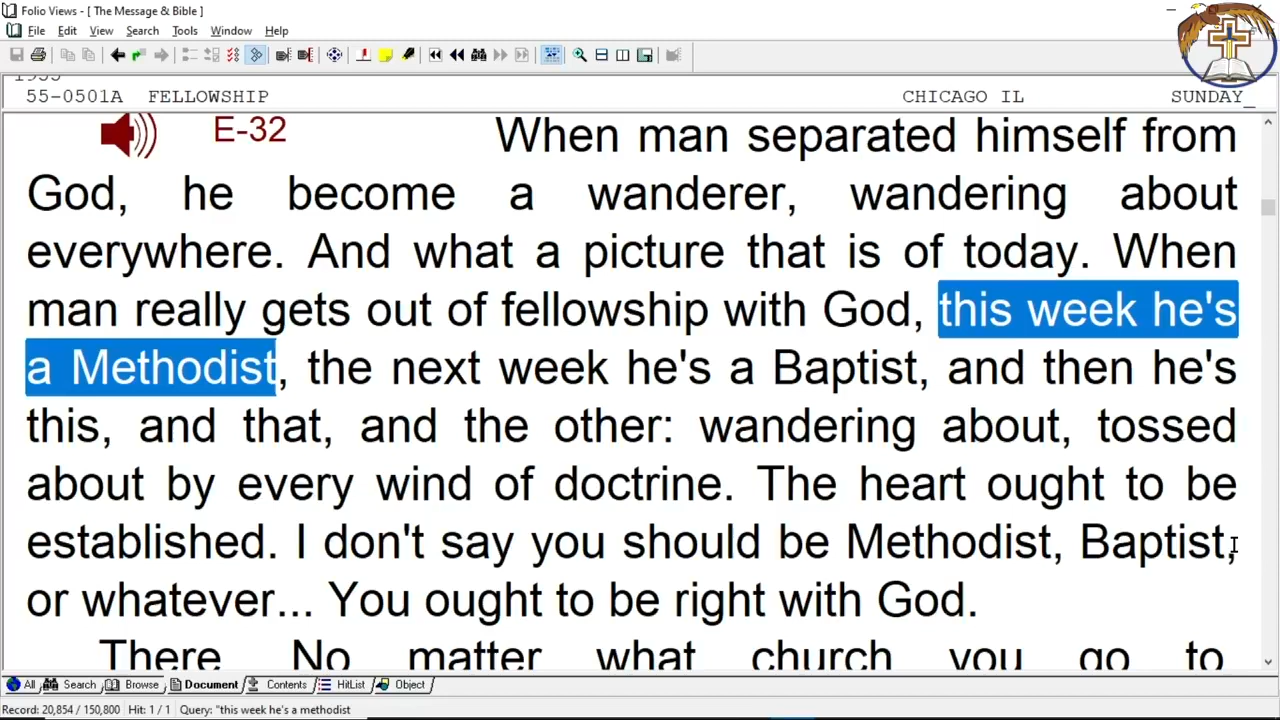 Folio Views - [ The Message & Bible ]
File Edit View Search Tools Window Help
55-0501A FELLOWSHIP CHICAGO IL SUNDAY_
E-32 When man separated himself from
God, he become a wanderer, wandering about
everywhere. And what a picture that is of today. When
man really gets out of fellowship with God, this week he's
a Methodist, the next week he's a Baptist, and then he's
this, and that, and the other: wandering about, tossed
about by every wind of doctrine. The heart ought to be
established. I don't say you should be Methodist, Baptist,
or whatever... You ought to be right with God.
There No matter what church you go to
All Search Browse Document Contents HitList Object
Record: 20,854 / 150,800 Hit: 1 / 1 Query: "this week he's a methodist